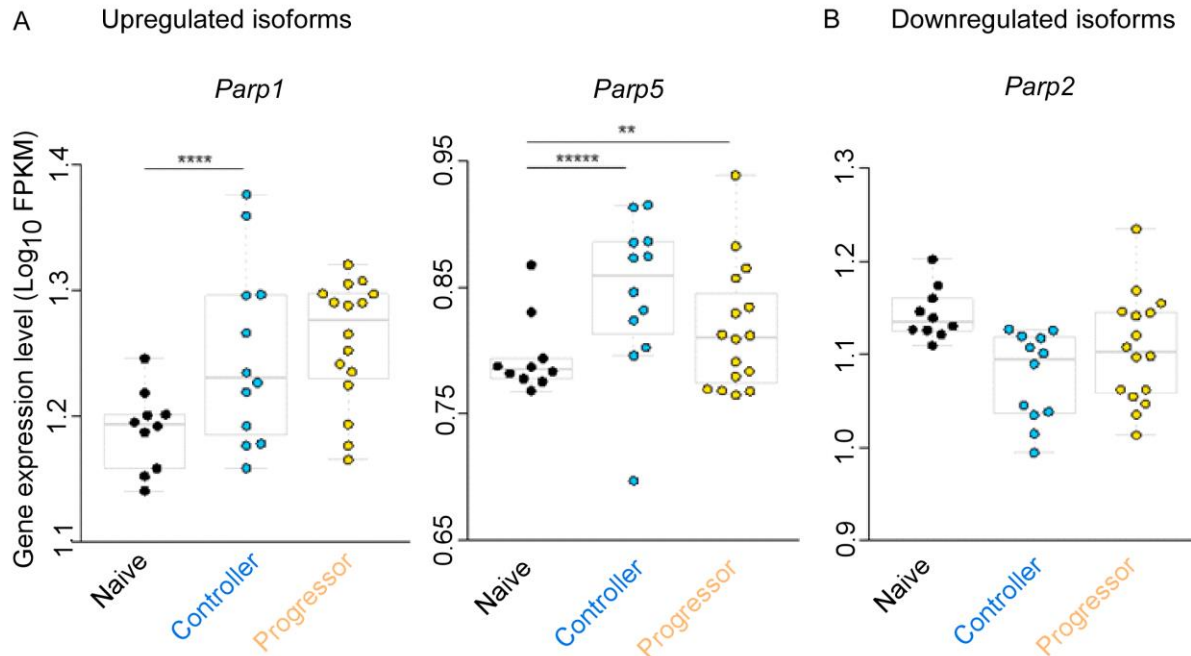 A Upregulated isoforms
B Downregulated isoforms
Parp1
Parp5
Parp2
Gene expression level (Log10 FPKM)
1.4
1.3
1.2
1.1
****
Naive
Controller
Progressor
0.95
0.85
0.75
0.65
**
*****
Naive
Controller
Progressor
1.3
1.2
1.1
1.0
0.9
Naive
Controller
Progressor